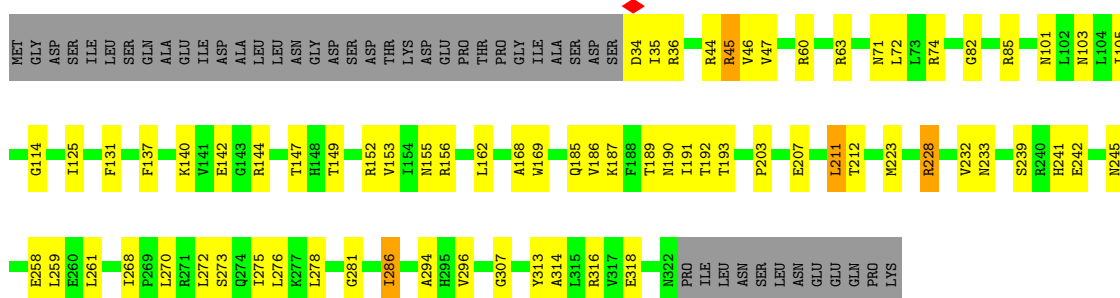 MET GLY ASP SER ILE LEU SER GLN ALA GLU ILE ASP ALA LEU LEU ASN GLY ASP SER ASP THR LYS ASP GLU PRO THR PRO GLY ILE ALA SER ASP SER D34 I35 R36 R44 R45 V46 V47 R60 R63 N71 L72 L73 R74 G82 R85 N101 L102 N103 L104 I105
G114 I125 F131 F137 K140 V141 E142 G143 R144 T147 H148 T149 R152 V153 I154 N155 R156 L162 A168 W169 Q185 V186 K187 F188 T189 N190 I191 T192 T193 P203 E207 L211 T212 M223 R228 V232 N233 S239 R240 H241 E242 N245
E258 L259 E260 L261 I268 P269 L270 R271 L272 S273 Q274 I275 L276 K277 L278 G281 I286 A294 H295 V296 G307 Y313 A314 L315 R316 V317 E318 N322 PRO ILE LEU ASN SER LEU ASN GLU GLU GLN PRO LYS